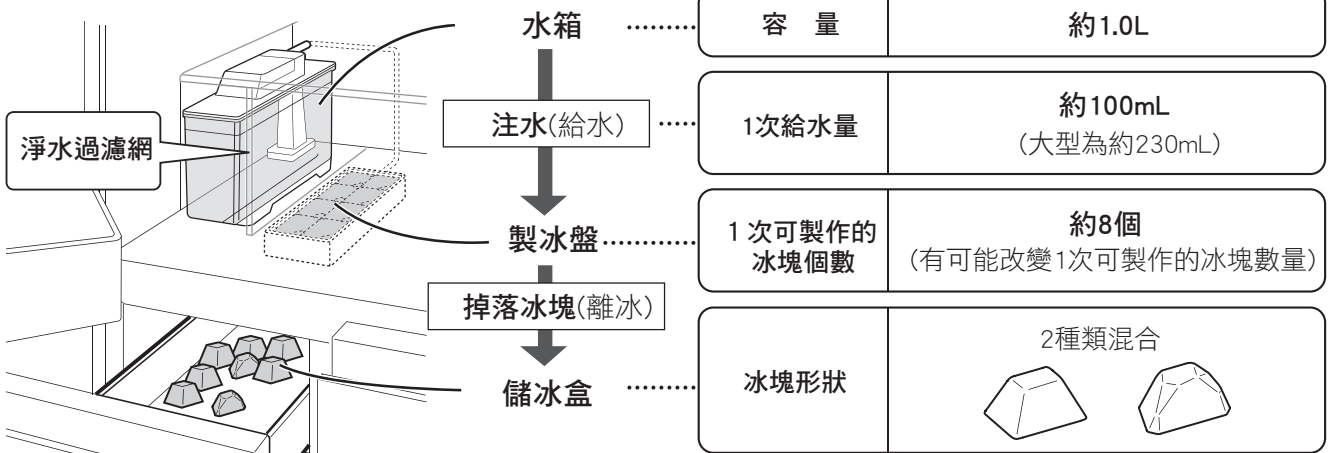 水箱
容 量
約1.0L
淨水過濾網
注水(給水)
1次給水量
約100mL
(大型為約230mL)
製冰盤
1次可製作的
冰塊個數
約8個
(有可能改變1次可製作的冰塊數量)
掉落冰塊(離冰)
儲冰盒
冰塊形狀
2種類混合